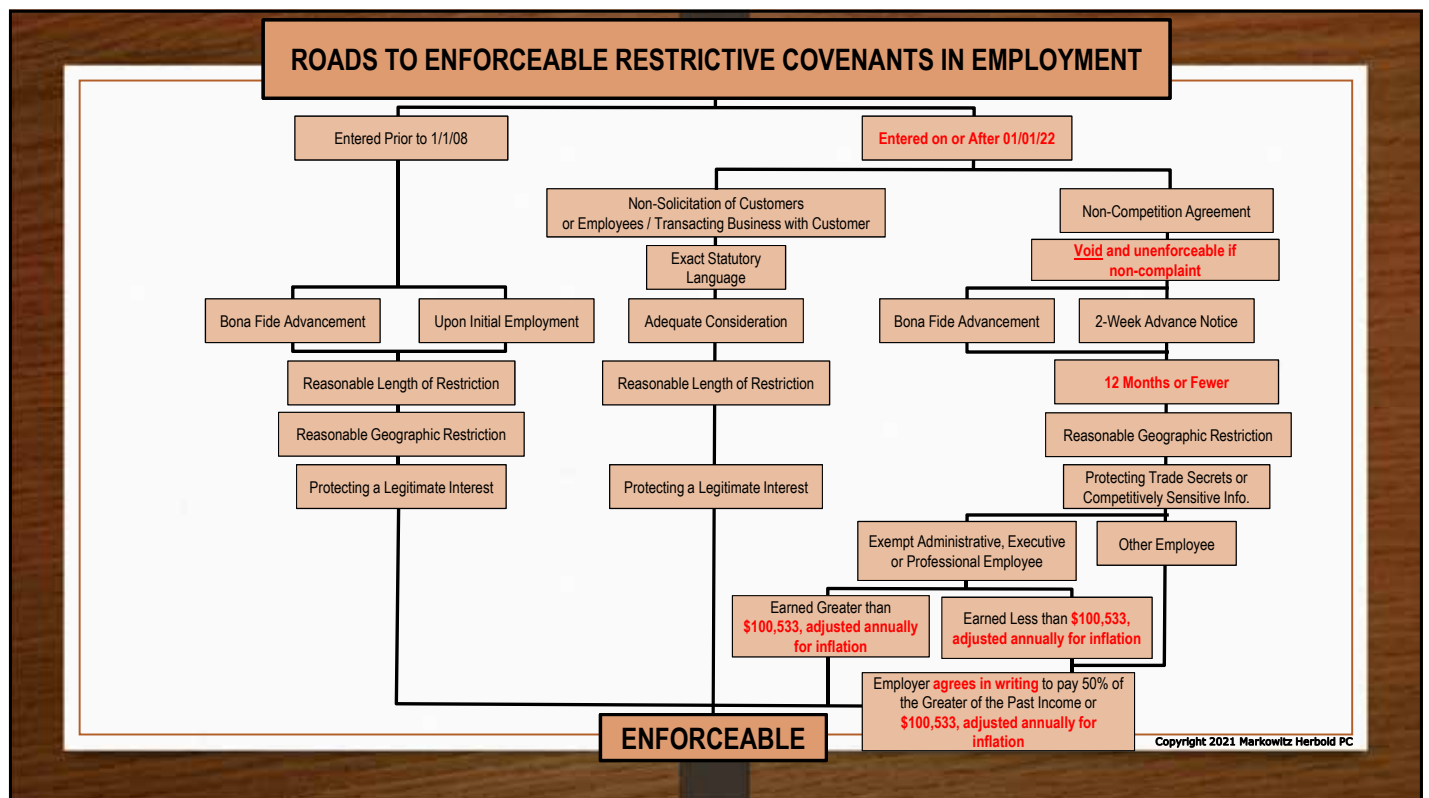 ROADS TO ENFORCEABLE RESTRICTIVE COVENANTS IN EMPLOYMENT
Entered Prior to 1/1/08
Entered on or After 01/01/22
Non-Solicitation of Customers
or Employees / Transacting Business with Customer
Non-Competition Agreement
Exact Statutory
Language
Void and unenforceable if
non-complaint
Bona Fide Advancement
Upon Initial Employment
Adequate Consideration
Bona Fide Advancement
2-Week Advance Notice
Reasonable Length of Restriction
Reasonable Length of Restriction
12 Months or Fewer
Reasonable Geographic Restriction
Reasonable Geographic Restriction
Protecting a Legitimate Interest
Protecting a Legitimate Interest
Protecting Trade Secrets or
Competitively Sensitive Info.
Exempt Administrative, Executive
or Professional Employee
Other Employee
Earned Greater than
$100,533, adjusted annually
for inflation
Earned Less than $100,533,
adjusted annually for inflation
Employer agrees in writing to pay 50% of
the Greater of the Past Income or
$100,533, adjusted annually for
inflation
ENFORCEABLE
Copyright 2021 Markowitz Herbold PC